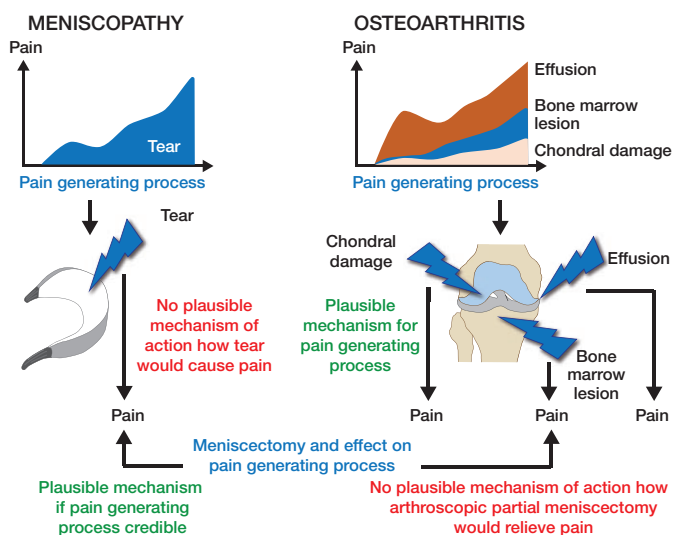 MENISCOPATHY
Pain
Tear
Pain generating process
Tear
No plausible
mechanism of
action how tear
would cause pain
Pain
OSTEOARTHRITIS
Pain
Effusion
Bone marrow
lesion
Chondral damage
Pain generating process
Chondral
damage
Effusion
Plausible
mechanism for
pain generating
process
Bone
marrow
lesion
Pain
Pain
Pain
Meniscectomy and effect on
pain generating process
Plausible mechanism
if pain generating
process credible
No plausible mechanism of action how
arthroscopic partial meniscectomy
would relieve pain